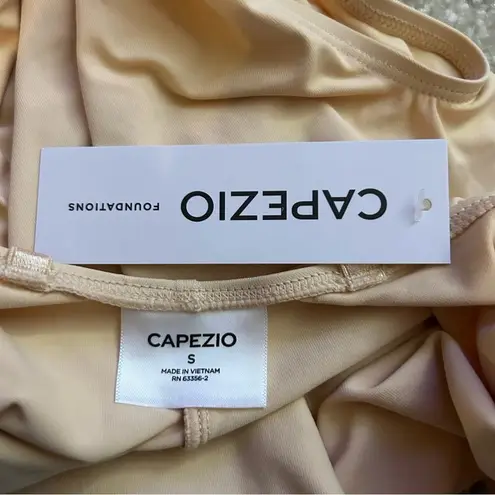 CAPEZIO
FOUNDATIONS
CAPEZIO
S
MADE IN VIETNAM
RN 63356-2